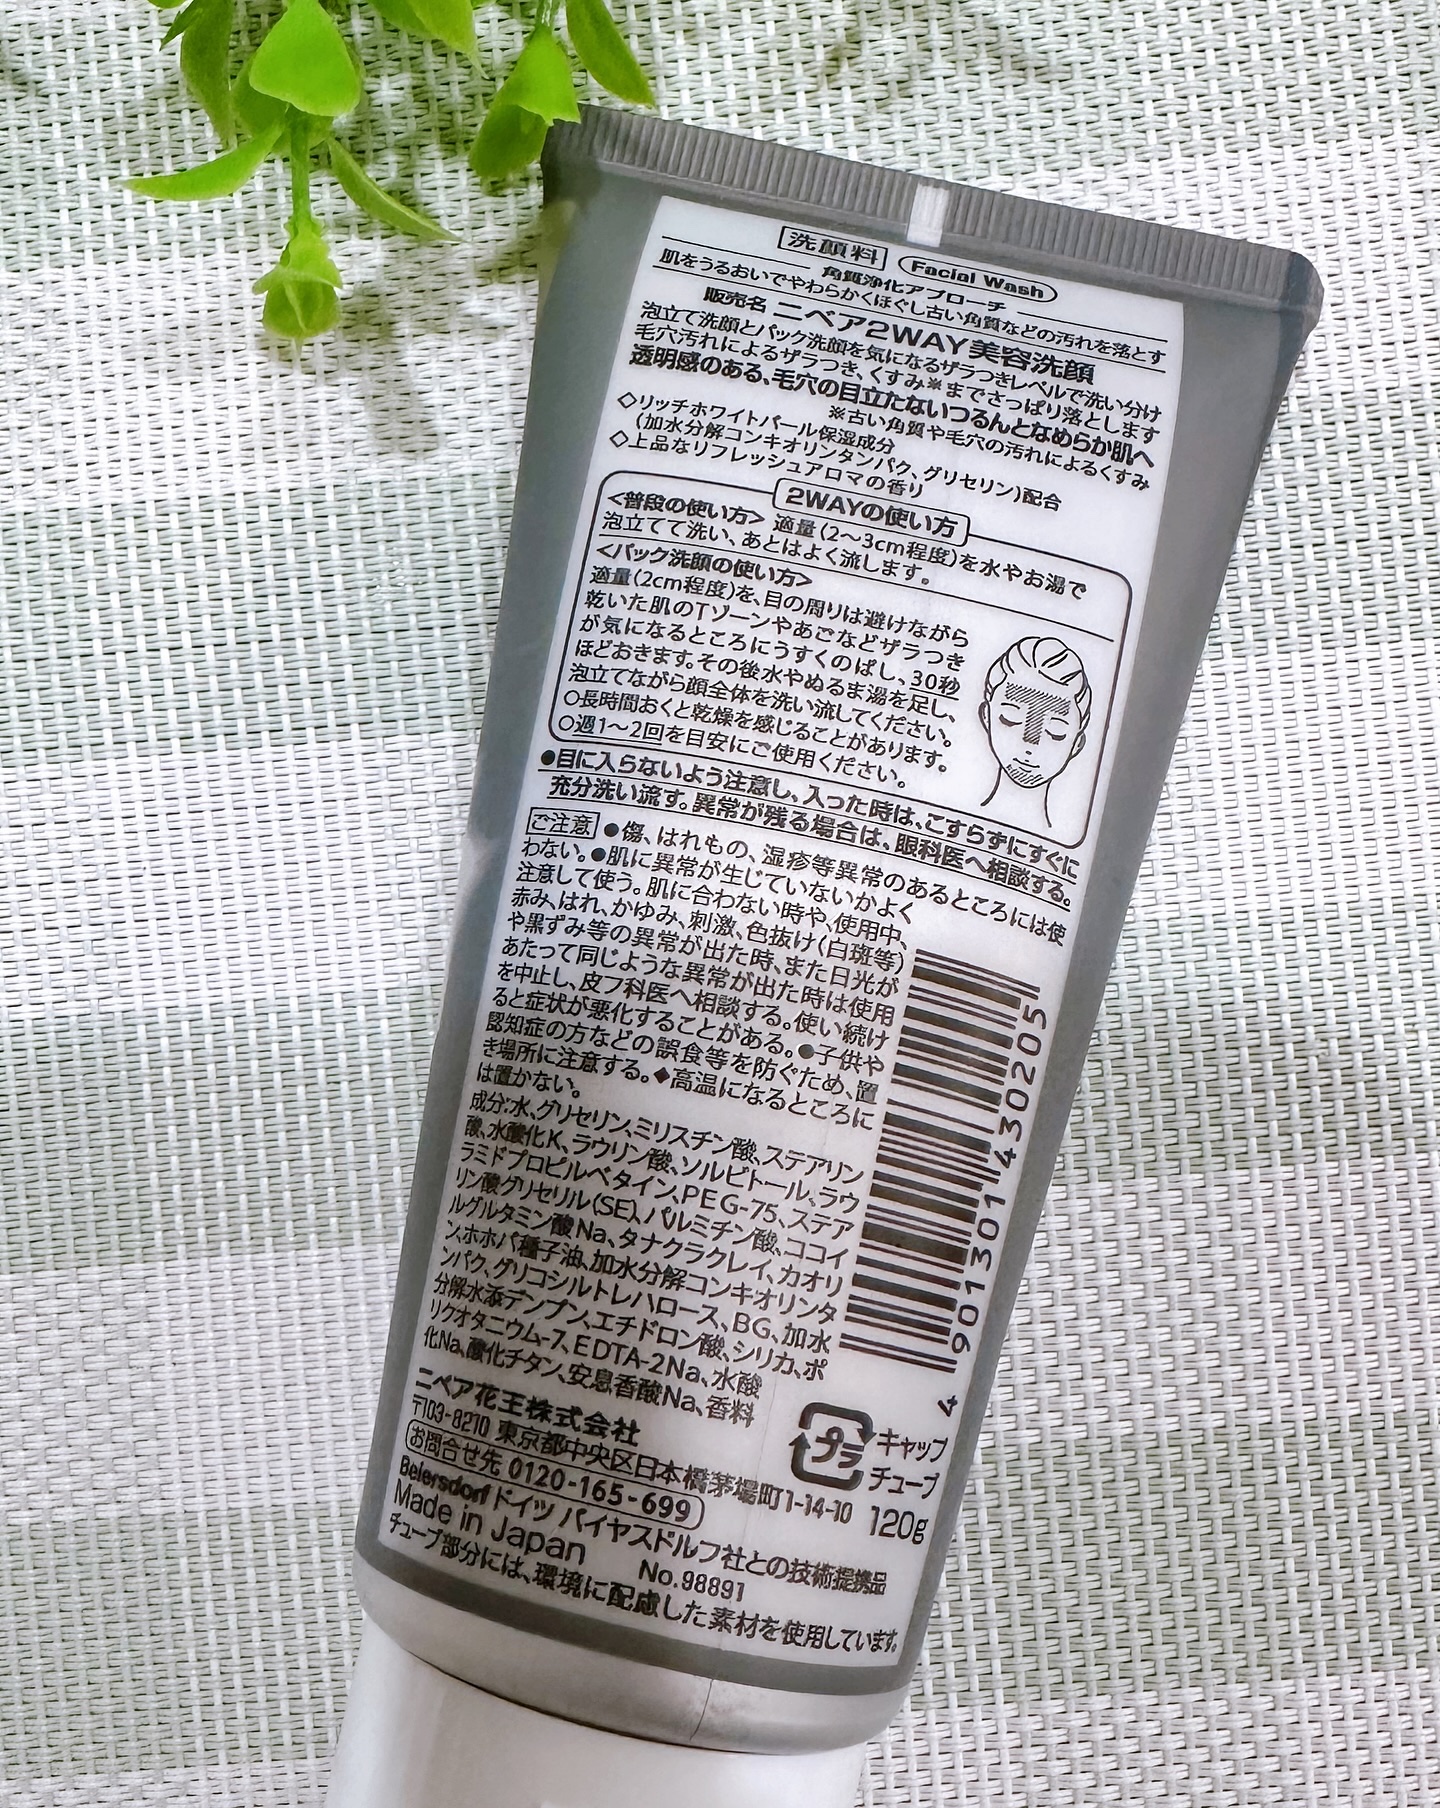 洗顔料 Facial Wash
角質浄化アプローチ
肌をうるおいでやわらかくほぐし古い角質などの汚れを落とす
販売名 ニベア2WAY美容洗顔
泡立て洗顔とパック洗顔を気になるザラつきレベルで洗い分け
毛穴汚れによるザラつき、くすみ※までさっぱり落とします
透明感のある、毛穴の目立たないつるんとなめらか肌へ
※古い角質や毛穴の汚れによるくすみ
◇リッチホワイトパール保湿成分
(加水分解コンキオリンタンパク、グリセリン)配合
◇上品なリフレッシュアロマの香り
2WAYの使い方
<普段の使い方> 適量(2〜3cm程度)を水やお湯で
泡立てて洗い、あとはよく流します。
<パック洗顔の使い方>
適量(2cm程度)を、目の周りは避けながら
乾いた肌のTゾーンやあごなどザラつき
が気になるところにうすくのばし、30秒
ほどおきます。その後水やぬるま湯を足し、
泡立てながら顔全体を洗い流してください。
○長時間おくと乾燥を感じることがあります。
○週1〜2回を目安にご使用ください。
●目に入らないよう注意し、入った時は、こすらずにすぐに
充分洗い流す。異常が残る場合は、眼科医へ相談する。
ご注意 ●傷、はれもの、湿疹等異常のあるところには使
わない。●肌に異常が生じていないかよく
注意して使う。肌に合わない時や、使用中、
赤み、はれ、かゆみ、刺激、色抜け(白斑等)
や黒ずみ等の異常が出た時、また日光が
あたって同じような異常が出た時は使用
を中止し、皮フ科医へ相談する。使い続け
ると症状が悪化することがある。●子供や
認知症の方などの誤食等を防ぐため、置
き場所に注意する。◆高温になるところに
は置かない。
成分:水、グリセリン、ミリスチン酸、ステアリン
酸、水酸化K、ラウリン酸、ソルビトール、ラウ
ラミドプロピルベタイン、PEG-75、ステア
リン酸グリセリル(SE)、パルミチン酸、ココイ
ルグルタミン酸Na、タナクラクレイ、カオリ
ン、ホホバ種子油、加水分解コンキオリンタ
ンパク、グリコシルトレハロース、BG、加水
分解水添デンプン、エチドロン酸、シリカ、ポ
リクオタニウム-7、EDTA-2Na、水酸
化Na、酸化チタン、安息香酸Na、香料
4 901301 430205
ニベア花王株式会社
〒103-8210 東京都中央区日本橋茅場町1-14-10
お問合せ先 0120-165-699
プラ キャップ
チューブ
120g
Beiersdorf ドイツ バイヤスドルフ社との技術提携品
Made in Japan No.98891
チューブ部分には、環境に配慮した素材を使用しています。